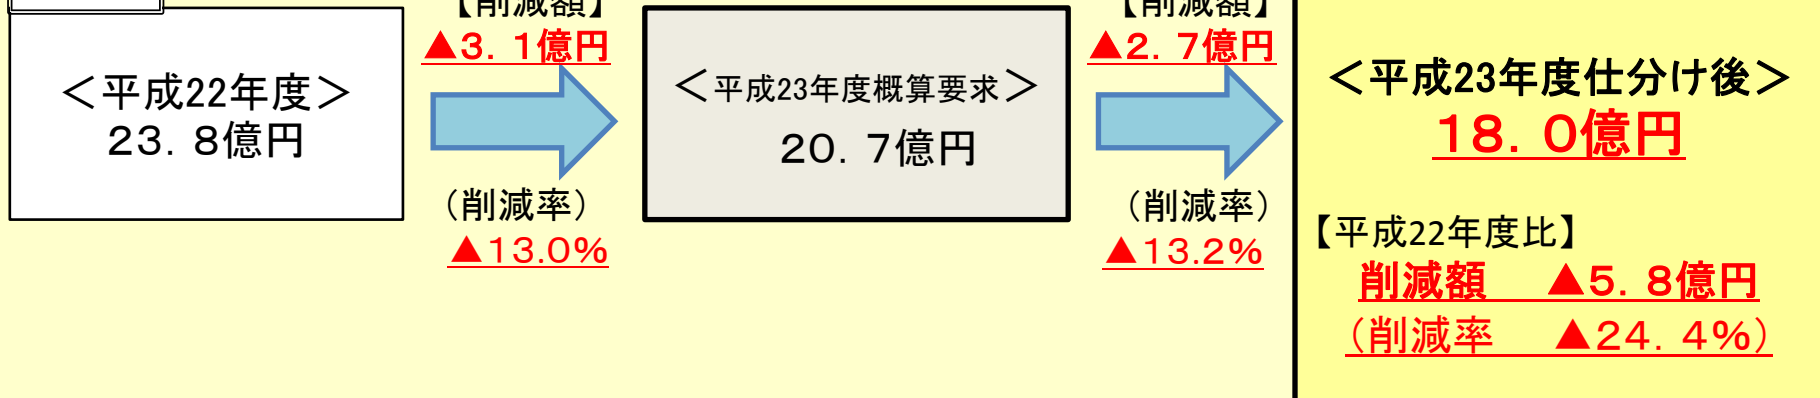 ＜平成22年度＞
２３．８億円
【削減額】
▲３．１億円
（削減率）
▲１３.０％
＜平成23年度概算要求＞
２０．７億円
【削減額】
▲２．７億円
（削減率）
▲１３.２％
＜平成23年度仕分け後＞
１８．０億円
【平成22年度比】
削減額　▲５．８億円
（削減率　▲２４．４％）